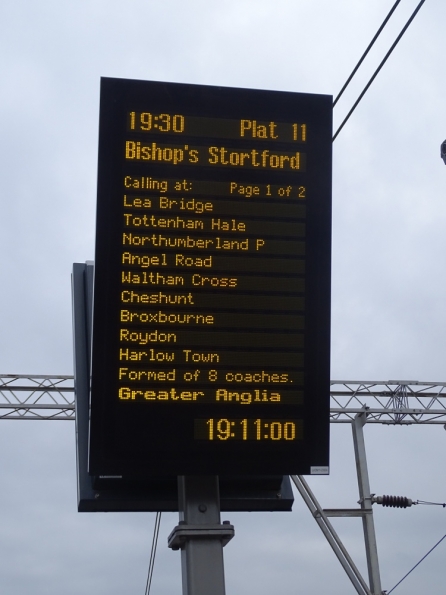 19:30 Plat 11
Bishop's Stortford
Calling at: Page 1 of 2
Lea Bridge
Tottenham Hale
Northumberland P
Angel Road
Waltham Cross
Cheshunt
Broxbourne
Roydon
Harlow Town
Formed of 8 coaches.
Greater Anglia
19:11:00